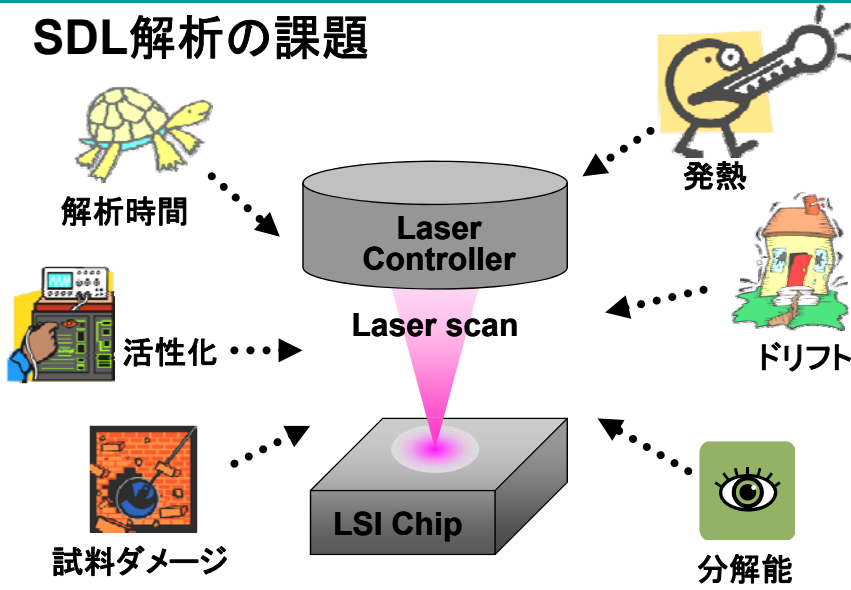 SDL解析の課題
解析時間
発熱
Laser
Controller
Laser scan
活性化
ドリフト
LSI Chip
試料ダメージ
分解能